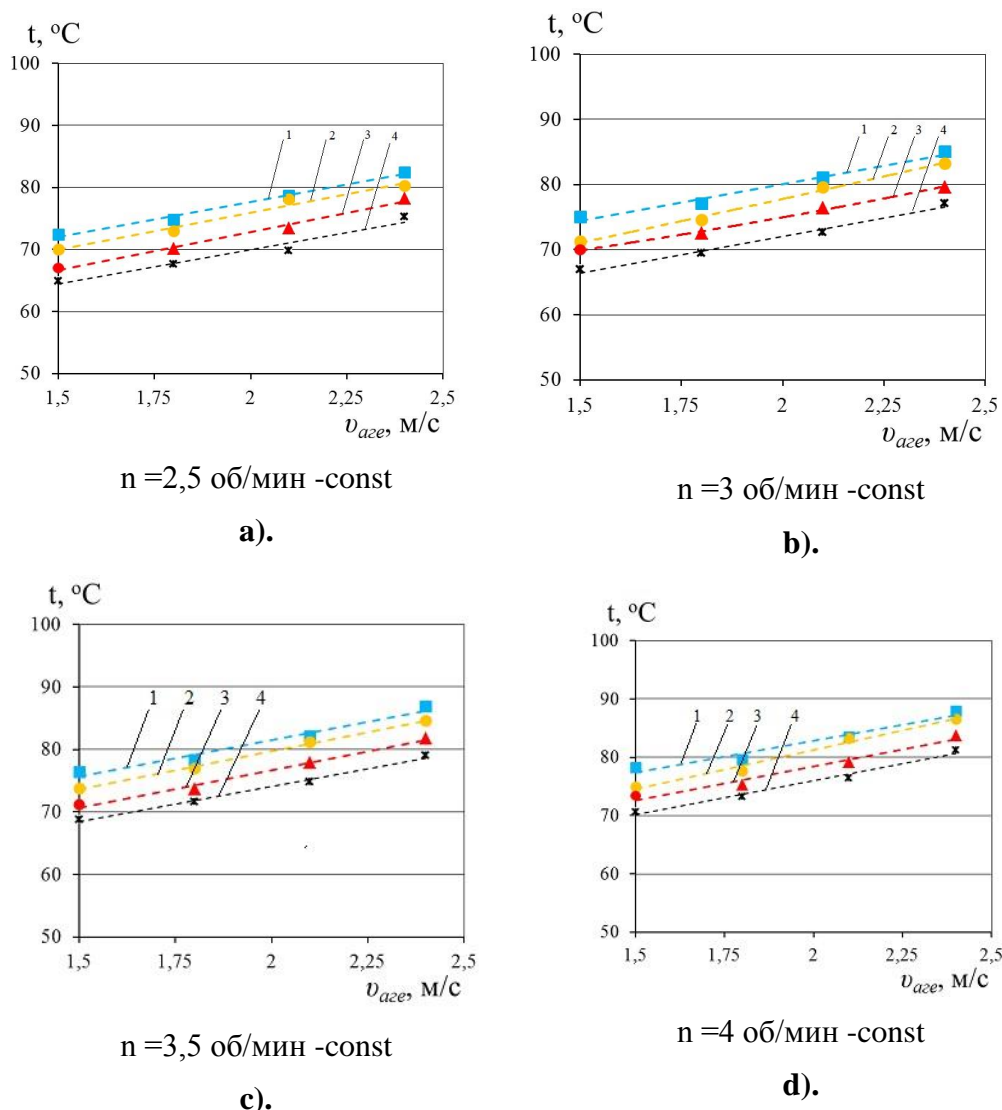 t, °C
100
90
80
70
60
50
1 2 3 4
1,5 1,75 2 2,25 2,5
υаге, м/с
n =2,5 об/мин -const
a).
t, °C
100
90
80
70
60
50
1 2 3 4
1,5 1,75 2 2,25 2,5
υаге, м/с
n =3 об/мин -const
b).
t, °C
100
90
80
70
60
50
1 2 3 4
1,5 1,75 2 2,25 2,5
υаге, м/с
n =3,5 об/мин -const
c).
t, °C
100
90
80
70
60
50
1 2 3 4
1,5 1,75 2 2,25 2,5
υаге, м/с
n =4 об/мин -const
d).